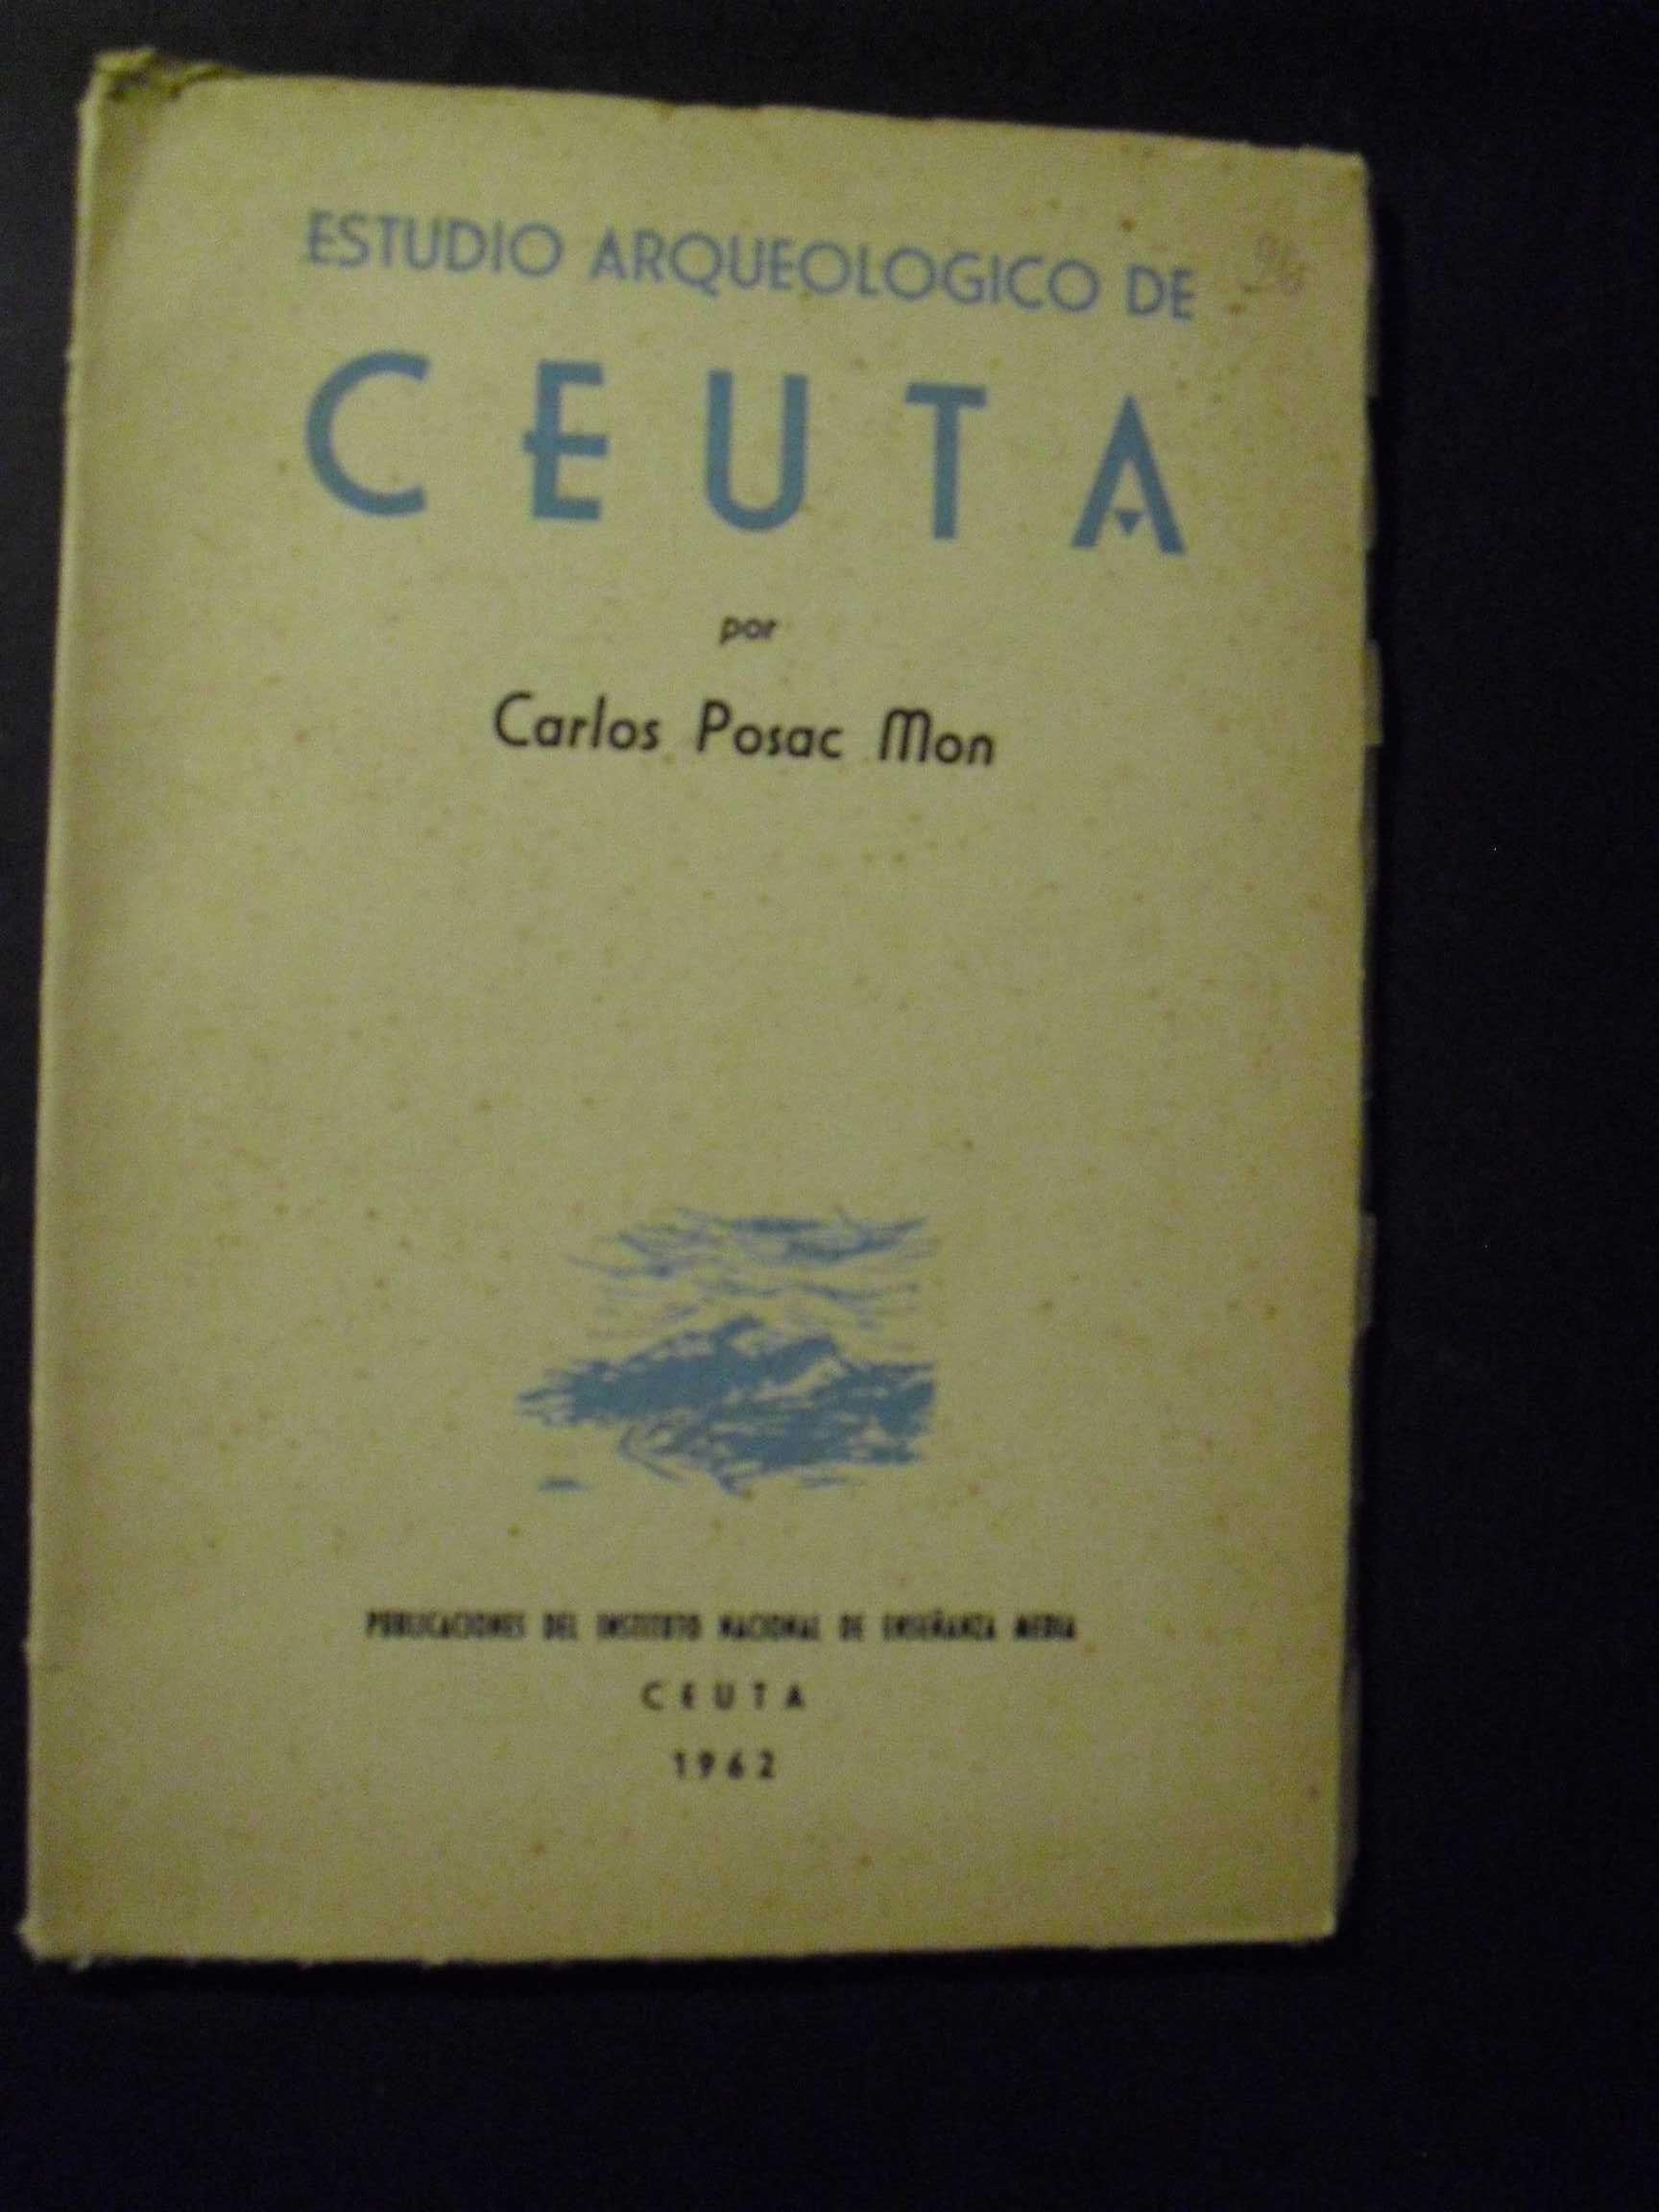 ESTUDIO ARQUEOLOGICO DE
CEUTA
por
Carlos Posac Mon
PUBLICACIONES DEL INSTITUTO NACIONAL DE ENSEÑANZA MEDIA
CEUTA
1962